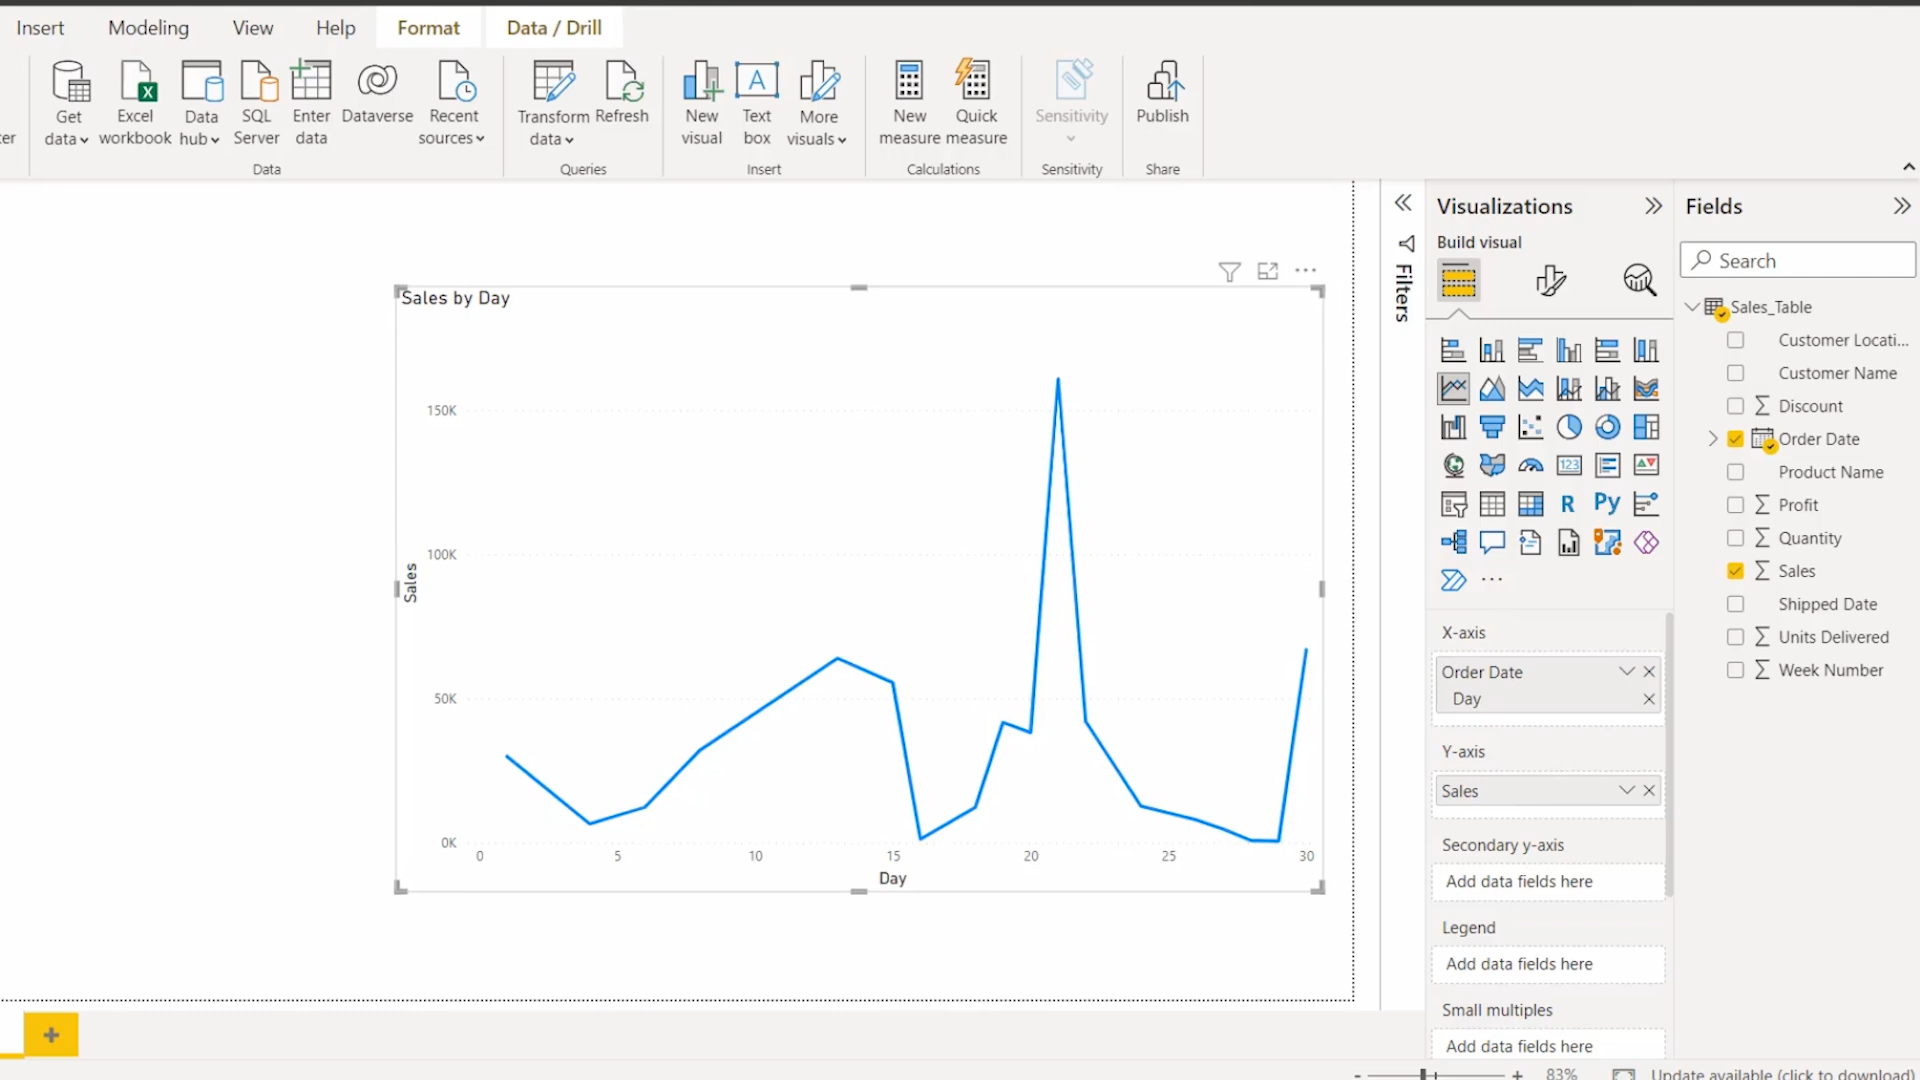 Insert Modeling View Help Format Data / Drill
Get data
Excel workbook
Data hub
SQL Server
Enter data
Dataverse
Recent sources
Transform data
Refresh
New visual
Text box
More visuals
New measure
Quick measure
Sensitivity
Publish
Data Queries Insert Calculations Sensitivity Share
Sales by Day
150K
100K
50K
0K
Sales
0 5 10 15 20 25 30
Day
Filters
Visualizations
Build visual
123
R Py
X-axis
Order Date
Day
Y-axis
Sales
Secondary y-axis
Add data fields here
Legend
Add data fields here
Small multiples
Add data fields here
Fields
Search
Sales_Table
Customer Locati...
Customer Name
Discount
Order Date
Product Name
Profit
Quantity
Sales
Shipped Date
Units Delivered
Week Number
83%
Update available (click to download)